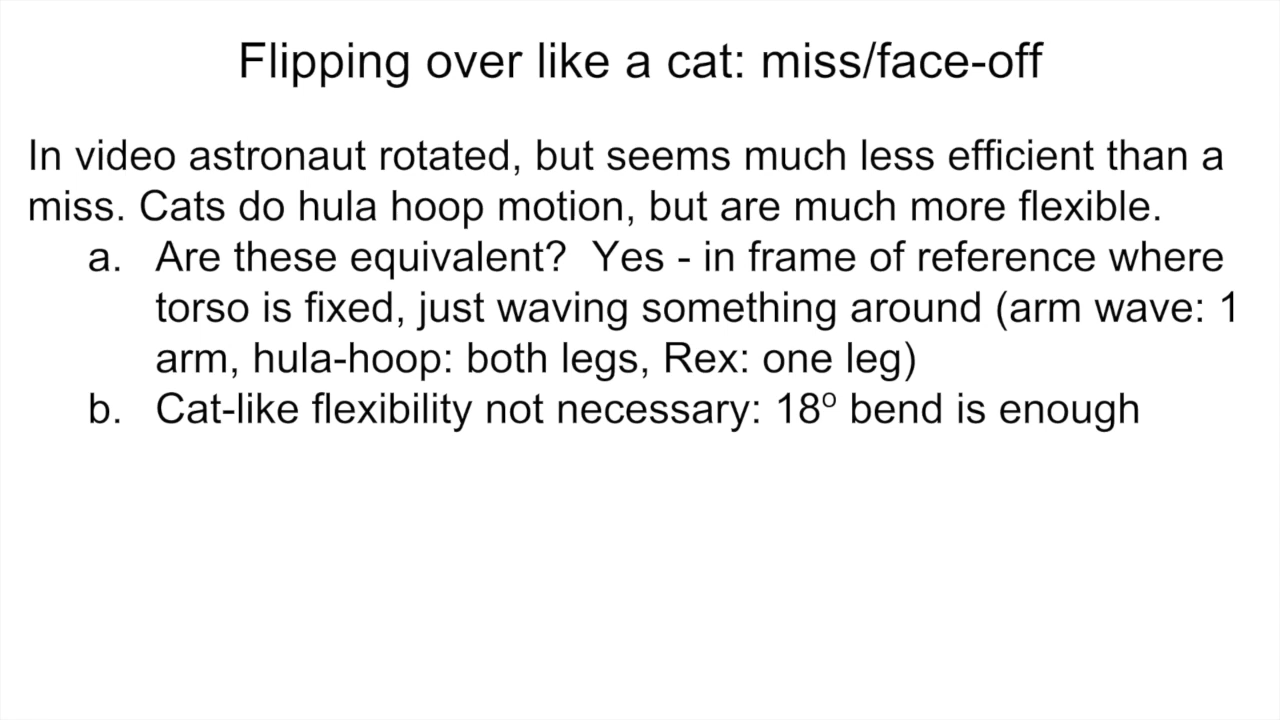 Flipping over like a cat: miss/face-off
In video astronaut rotated, but seems much less efficient than a
miss. Cats do hula hoop motion, but are much more flexible.
a. Are these equivalent?  Yes - in frame of reference where
torso is fixed, just waving something around (arm wave: 1
arm, hula-hoop: both legs, Rex: one leg)
b. Cat-like flexibility not necessary: 18º bend is enough